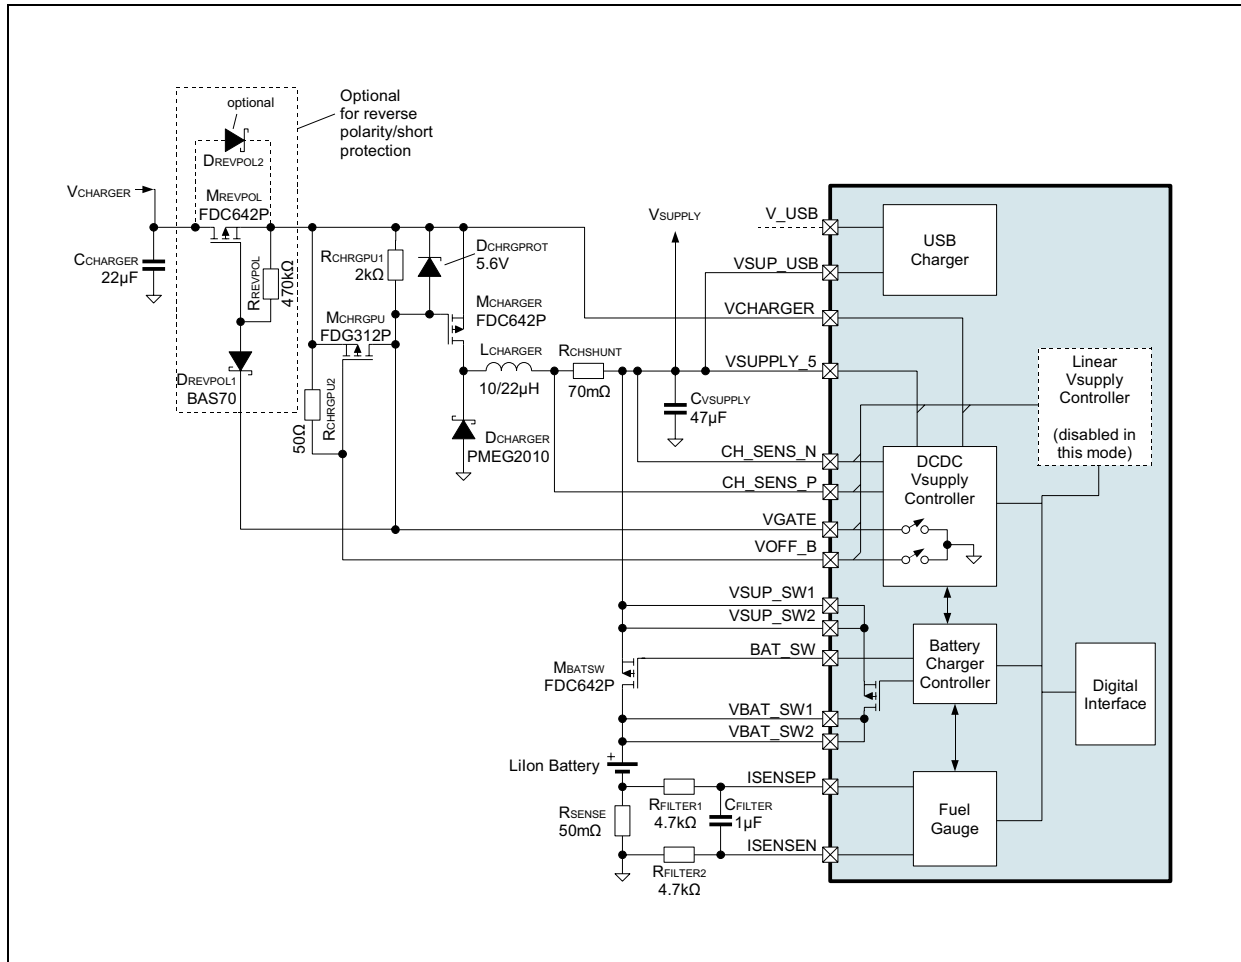 optional
Optional
for reverse
polarity/short
protection
DREVPOL2
VCHARGER
MREVPOL
FDC642P
CCHARGER
22µF
RREVPOL
470kΩ
DREVPOL1
BAS70
RCHRGPU1
2kΩ
MCHRGPU
FDG312P
50Ω
RCHRGPU2
DCHRGPROT
5.6V
MCHARGER
FDC642P
LCHARGER
10/22µH
RCHSHUNT
70mΩ
DCHARGER
PMEG2010
VSUPPLY
CVSUPPLY
47µF
V_USB
VSUP_USB
VCHARGER
VSUPPLY_5
CH_SENS_N
CH_SENS_P
VGATE
VOFF_B
VSUP_SW1
VSUP_SW2
BAT_SW
VBAT_SW1
VBAT_SW2
ISENSEP
ISENSEN
MBATSW
FDC642P
LiIon Battery
+
RSENSE
50mΩ
RFILTER1
4.7kΩ
CFILTER
1µF
RFILTER2
4.7kΩ
USB
Charger
Linear
Vsupply
Controller
(disabled in
this mode)
DCDC
Vsupply
Controller
Battery
Charger
Controller
Digital
Interface
Fuel
Gauge